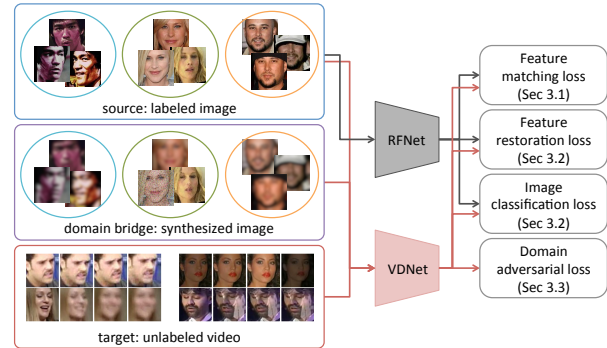 source: labeled image
domain bridge: synthesized image
target: unlabeled video
RFNet
VDNet
Feature
matching loss
(Sec 3.1)
Feature
restoration loss
(Sec 3.2)
Image
classification loss
(Sec 3.2)
Domain
adversarial loss
(Sec 3.3)